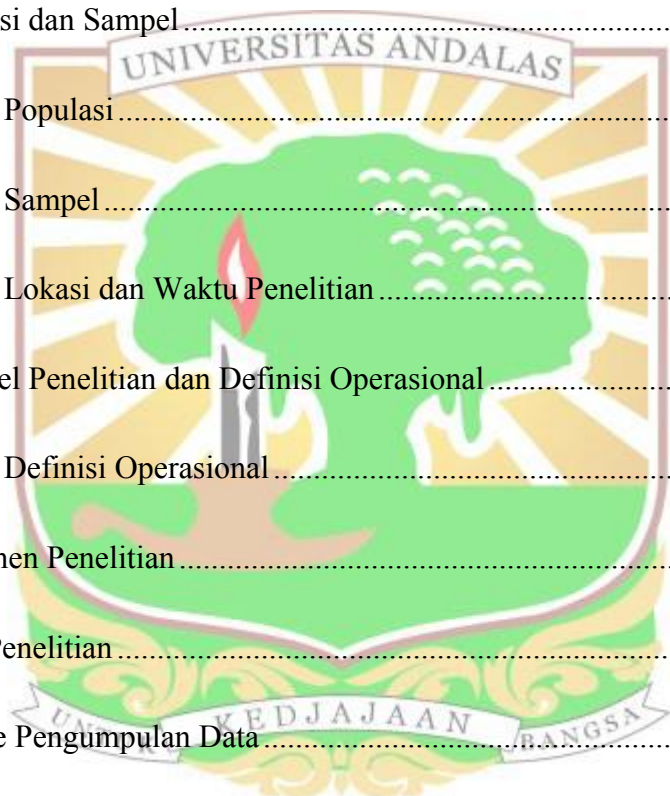 si dan Sampel ..........................................................
UNIVERSITAS ANDALAS
Populasi ..........................................................
Sampel ..........................................................
Lokasi dan Waktu Penelitian ..........................................................
el Penelitian dan Definisi Operasional ..........................................................
Definisi Operasional ..........................................................
nen Penelitian ..........................................................
Penelitian ..........................................................
UNTUK KEDJAJAAN BANGSA
e Pengumpulan Data ..........................................................